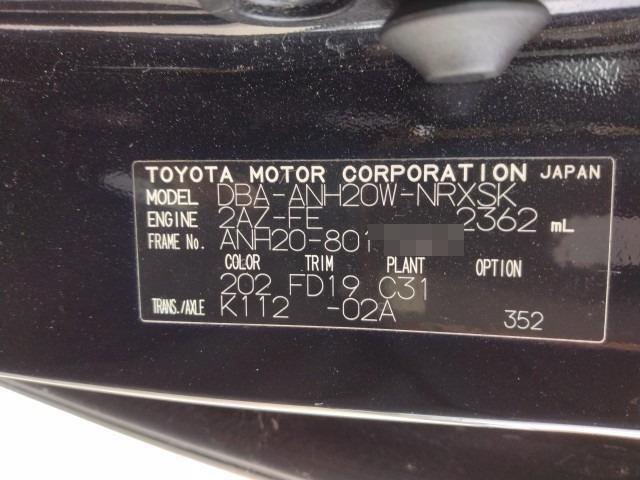 TOYOTA MOTOR CORPORATION JAPAN
MODEL DBA-ANH20W-NRXSK
ENGINE 2AZ-FE 2362 mL
FRAME No. ANH20-801
COLOR TRIM PLANT OPTION
202 FD19 C31
TRANS./AXLE K112 -02A 352